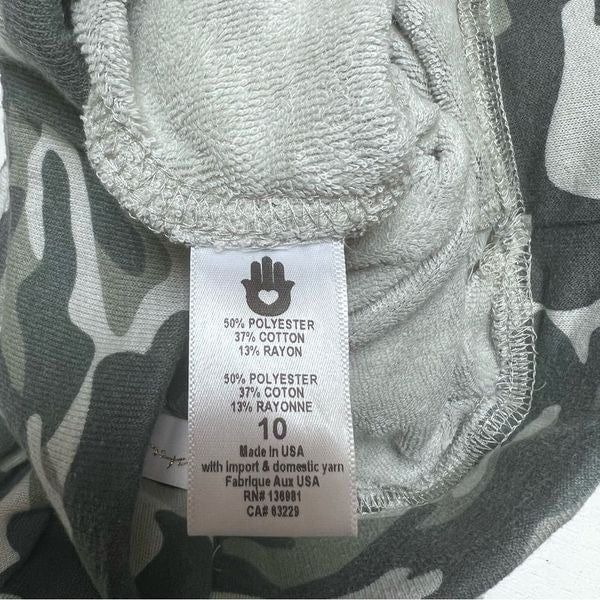 50% POLYESTER
37% COTTON
13% RAYON
50% POLYESTER
37% COTON
13% RAYONNE
10
Made In USA
with import & domestic yarn
Fabrique Aux USA
RN# 136981
CA# 63229